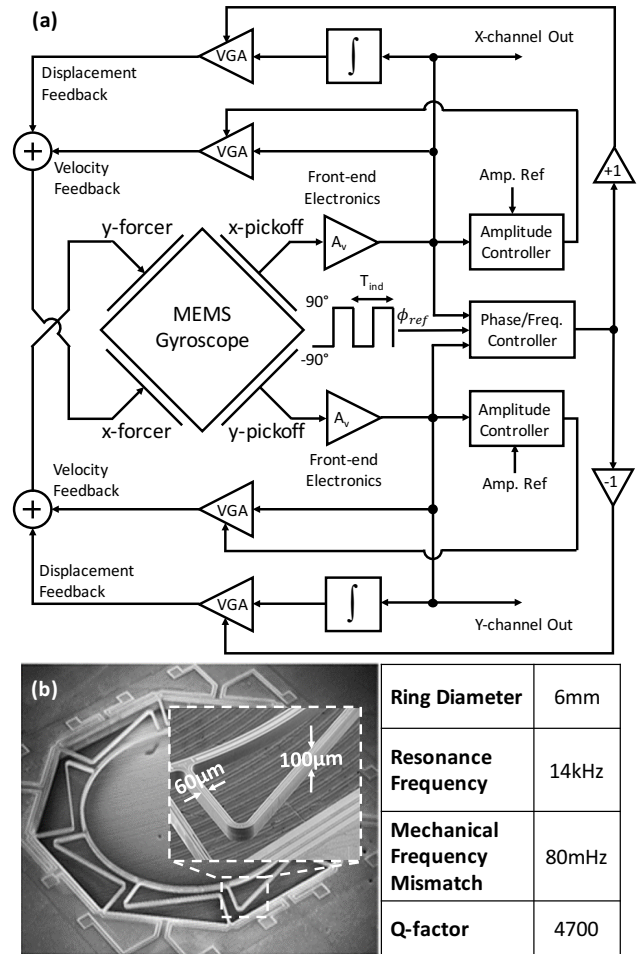 (a)
VGA
∫
X-channel Out
Displacement
Feedback
+
VGA
Velocity
Feedback
Front-end
Electronics
Amp. Ref
+1
y-forcer
x-pickoff
Av
Amplitude
Controller
MEMS
Gyroscope
90°
Tind
-90°
ϕref
Phase/Freq.
Controller
x-forcer
y-pickoff
Av
Amplitude
Controller
Front-end
Electronics
Amp. Ref
-1
Velocity
Feedback
+
VGA
Displacement
Feedback
VGA
∫
Y-channel Out
(b)
100μm
60μm
Ring Diameter
6mm
Resonance
Frequency
14kHz
Mechanical
Frequency
Mismatch
80mHz
Q-factor
4700